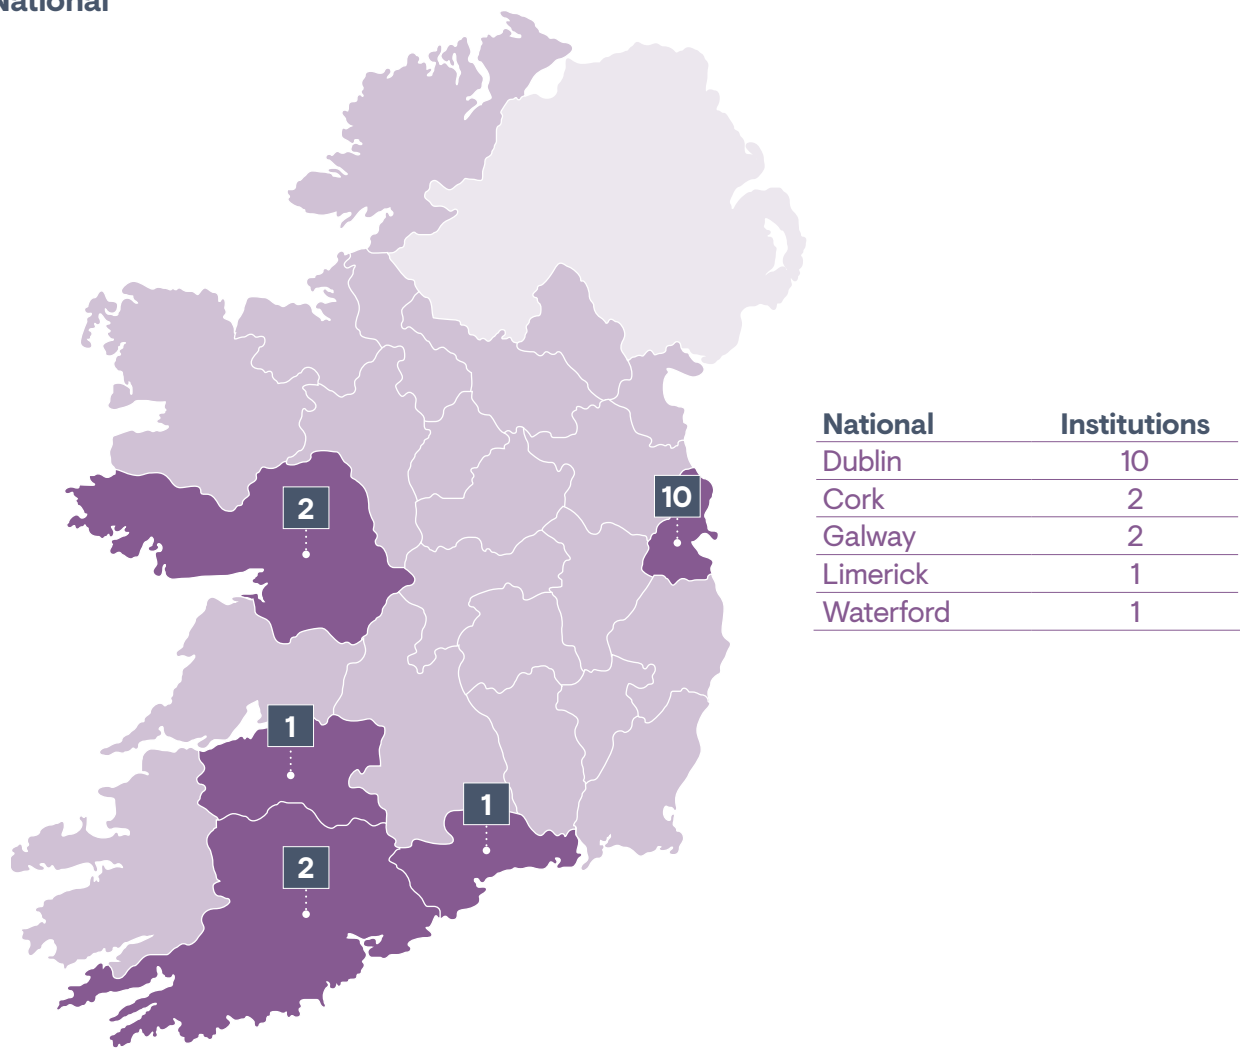 National
2
10
1
1
2
National Institutions
Dublin 10
Cork 2
Galway 2
Limerick 1
Waterford 1